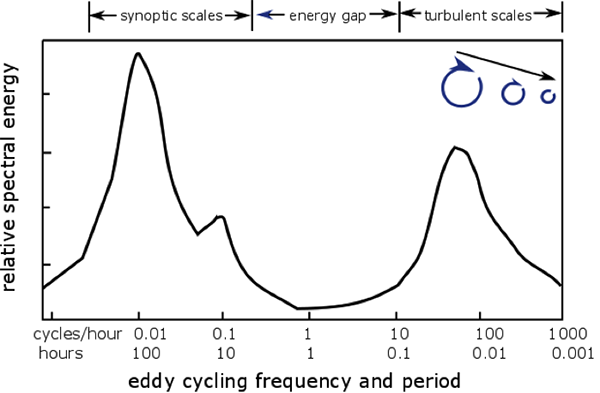 synoptic scales energy gap turbulent scales
relative spectral energy
cycles/hour 0.01 0.1 1 10 100 1000
hours 100 10 1 0.1 0.01 0.001
eddy cycling frequency and period